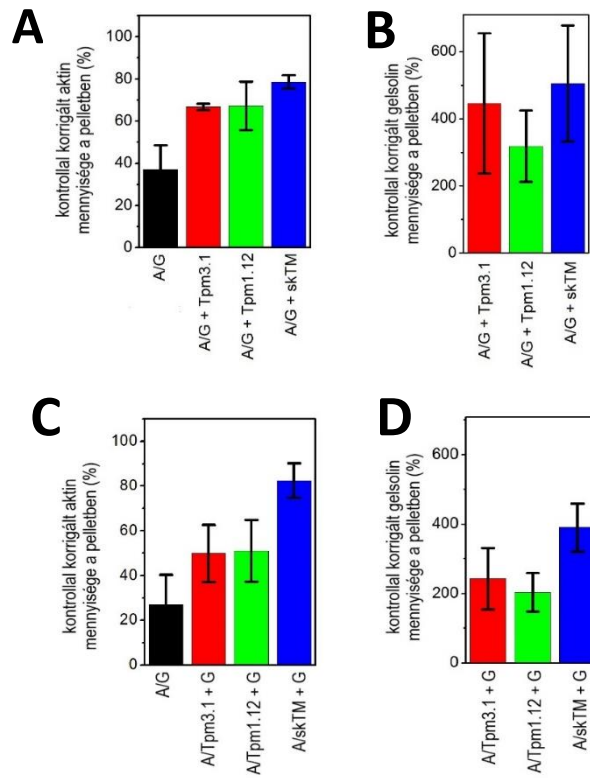 A
kontrollal korrigált aktin
mennyisége a pelletben (%)
100
80
60
40
20
0
A/G
A/G + Tpm3.1
A/G + Tpm1.12
A/G + skTM
B
kontrollal korrigált gelsolin
mennyisége a pelletben (%)
600
400
200
0
A/G + Tpm3.1
A/G + Tpm1.12
A/G + skTM
C
kontrollal korrigált aktin
mennyisége a pelletben (%)
100
80
60
40
20
0
A/G
A/Tpm3.1 + G
A/Tpm1.12 + G
A/skTM + G
D
kontrollal korrigált gelsolin
mennyisége a pelletben (%)
600
400
200
0
A/Tpm3.1 + G
A/Tpm1.12 + G
A/skTM + G